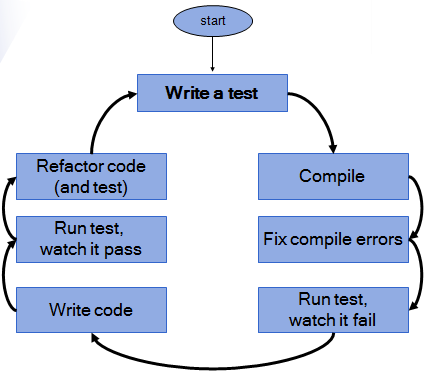 start
Write a test
Compile
Fix compile errors
Run test,
watch it fail
Write code
Run test,
watch it pass
Refactor code
(and test)